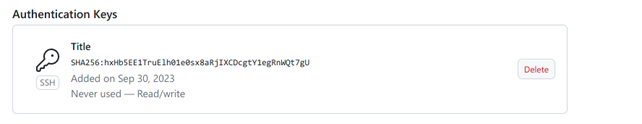 Authentication Keys
Title
SHA256:hxHb5EE1TruElh01e0sx8aRjIXCDcgtY1egRnWQt7gU
Delete
Added on Sep 30, 2023
SSH
Never used — Read/write